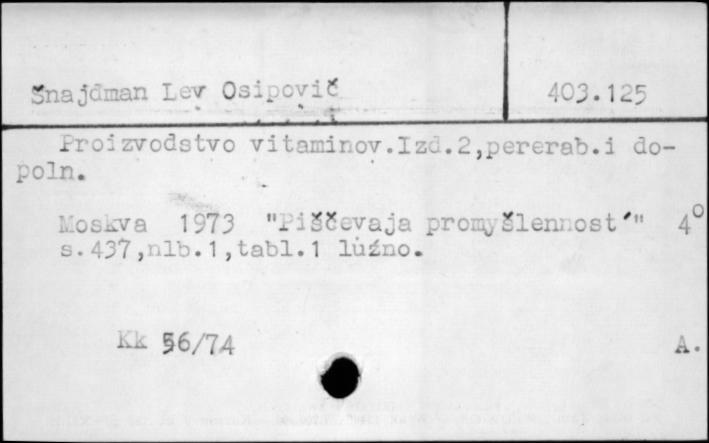 Šnajdman Lev Osipovič 403.125
Proizvodstvo vitaminov.Izd.2,pererab.i do-
poln.
Moskva 1973 "Piščevaja promyšlennost´" 4°
s.437,nlb.1,tabl.1 luźno.
Kk 56/74 A.